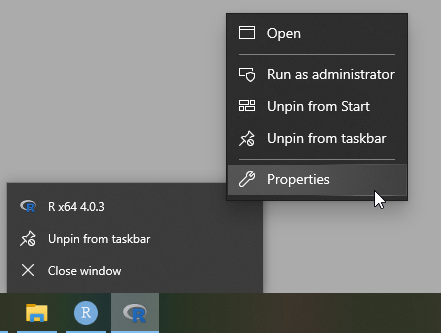 Open
Run as administrator
Unpin from Start
Unpin from taskbar
Properties
R x64 4.0.3
Unpin from taskbar
Close window
R
R
R